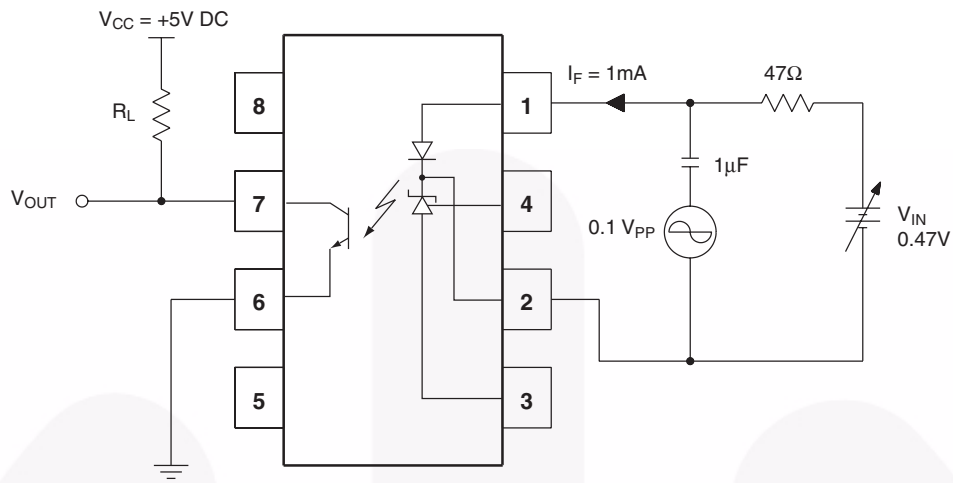 V_CC = +5V DC
R_L
V_OUT
8
7
6
5
1
4
2
3
I_F = 1mA
47Ω
1μF
0.1 V_PP
V_IN
0.47V